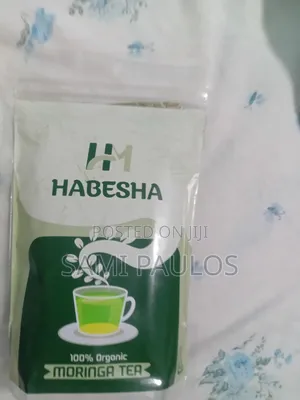 HM
HABESHA
POSTED ON JIJI
SAMI PAULOS
100% Organic
MORINGA TEA